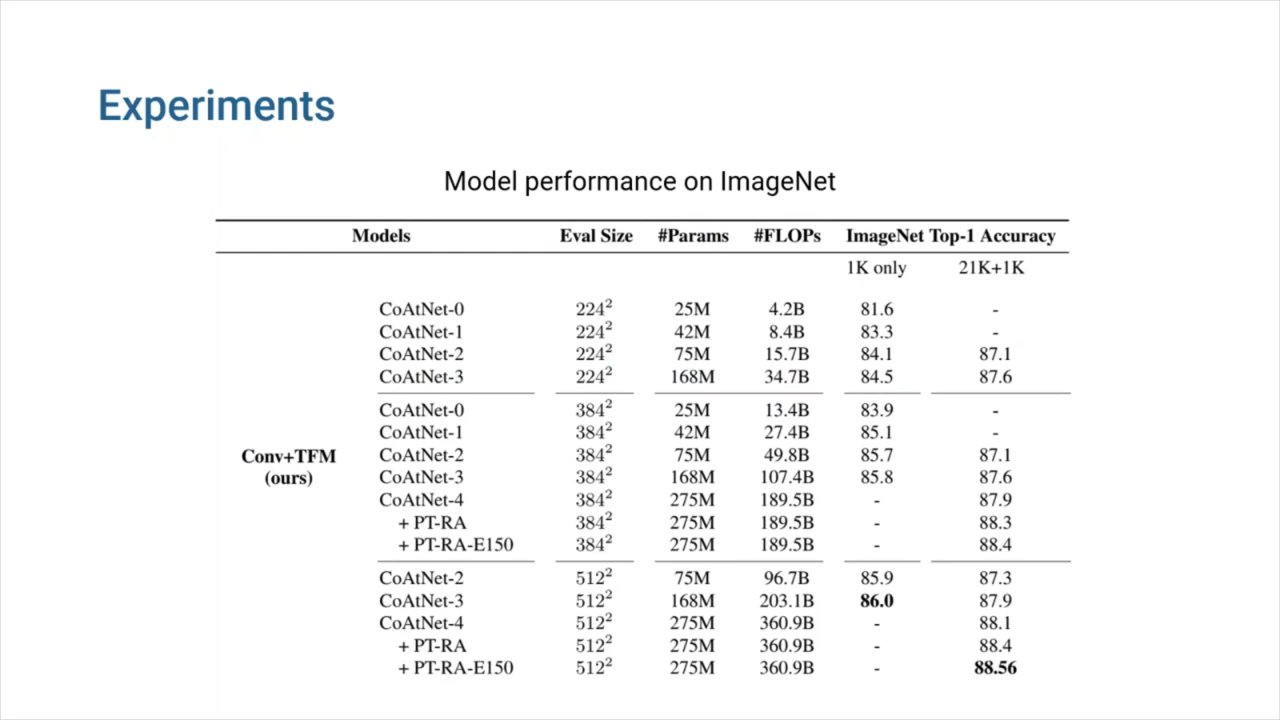 Experiments
Model performance on ImageNet
Models Eval Size #Params #FLOPs ImageNet Top-1 Accuracy
1K only 21K+1K
CoAtNet-0 224² 25M 4.2B 81.6 -
CoAtNet-1 224² 42M 8.4B 83.3 -
CoAtNet-2 224² 75M 15.7B 84.1 87.1
CoAtNet-3 224² 168M 34.7B 84.5 87.6
CoAtNet-0 384² 25M 13.4B 83.9 -
CoAtNet-1 384² 42M 27.4B 85.1 -
Conv+TFM
(ours)
CoAtNet-2 384² 75M 49.8B 85.7 87.1
CoAtNet-3 384² 168M 107.4B 85.8 87.6
CoAtNet-4 384² 275M 189.5B - 87.9
+ PT-RA 384² 275M 189.5B - 88.3
+ PT-RA-E150 384² 275M 189.5B - 88.4
CoAtNet-2 512² 75M 96.7B 85.9 87.3
CoAtNet-3 512² 168M 203.1B 86.0 87.9
CoAtNet-4 512² 275M 360.9B - 88.1
+ PT-RA 512² 275M 360.9B - 88.4
+ PT-RA-E150 512² 275M 360.9B - 88.56